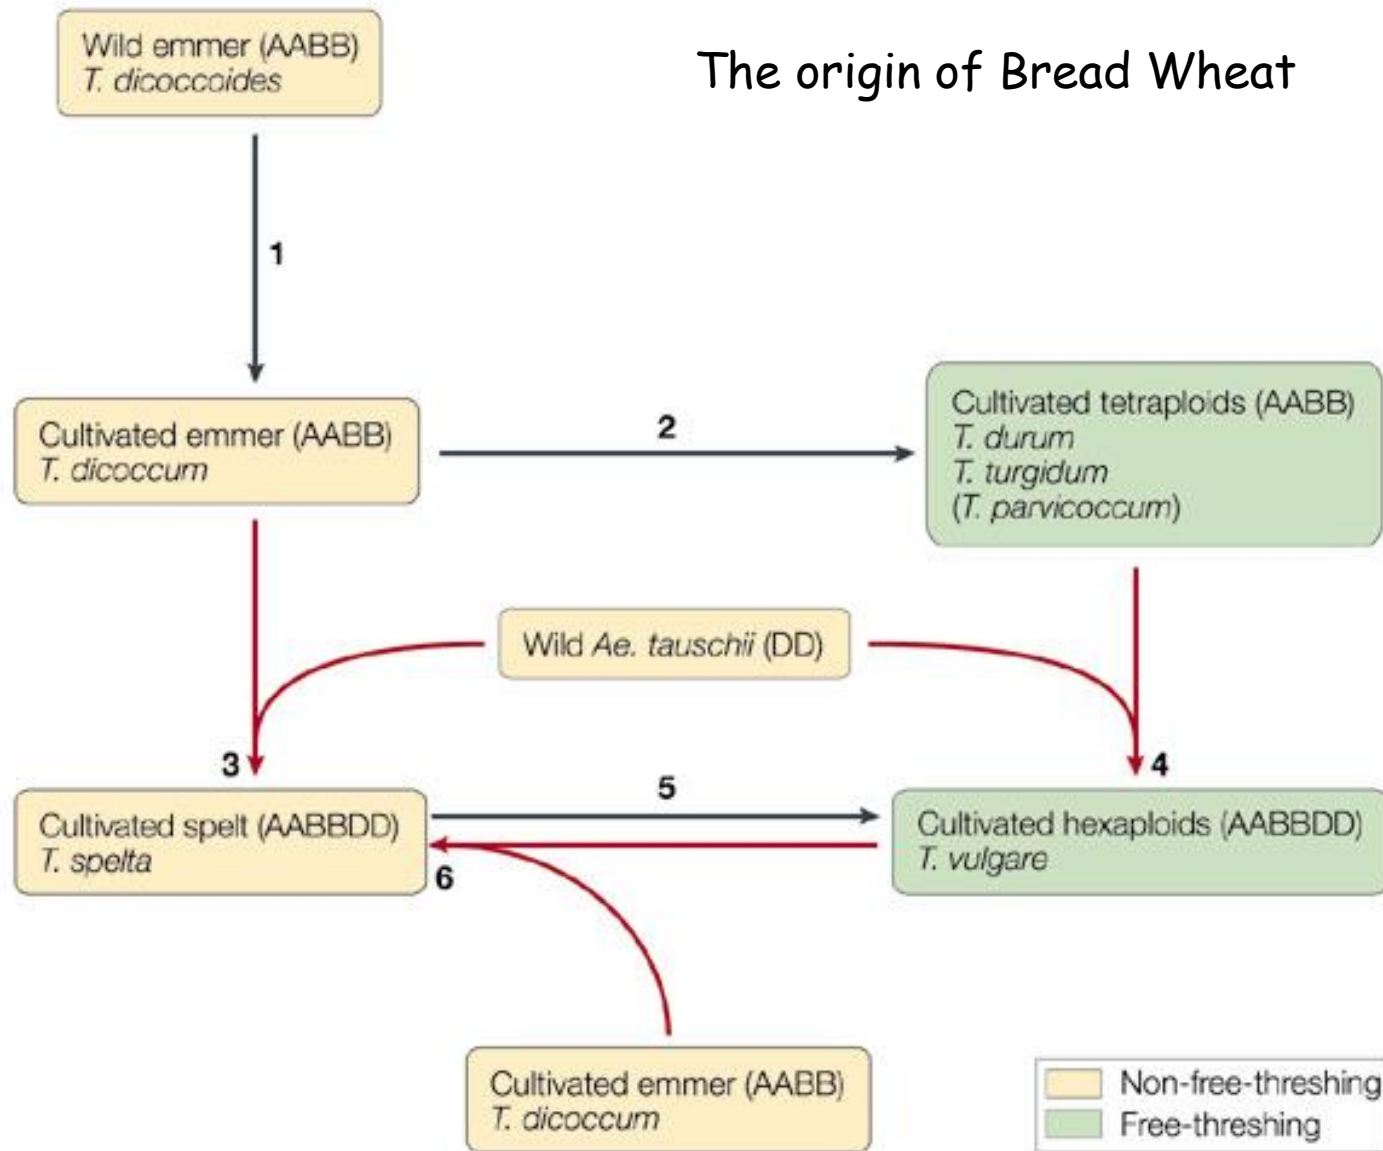 The origin of Bread Wheat
Wild emmer (AABB)
T. dicoccoides
1
Cultivated emmer (AABB)
T. dicoccum
2
Cultivated tetraploids (AABB)
T. durum
T. turgidum
(T. parvicoccum)
Wild Ae. tauschii (DD)
3
4
Cultivated spelt (AABBDD)
T. spelta
5
6
Cultivated hexaploids (AABBDD)
T. vulgare
Cultivated emmer (AABB)
T. dicoccum
Non-free-threshing
Free-threshing